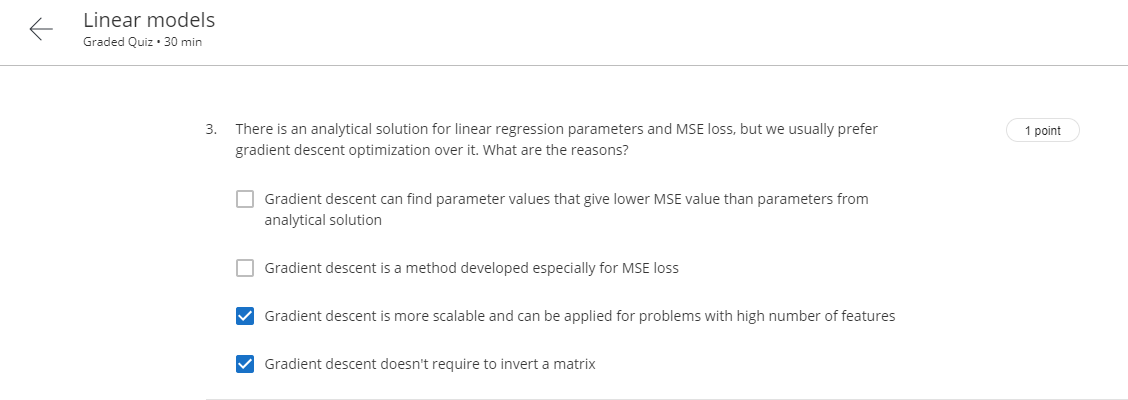 Linear models
Graded Quiz • 30 min
3. There is an analytical solution for linear regression parameters and MSE loss, but we usually prefer
1 point
gradient descent optimization over it. What are the reasons?
Gradient descent can find parameter values that give lower MSE value than parameters from
analytical solution
Gradient descent is a method developed especially for MSE loss
Gradient descent is more scalable and can be applied for problems with high number of features
Gradient descent doesn't require to invert a matrix